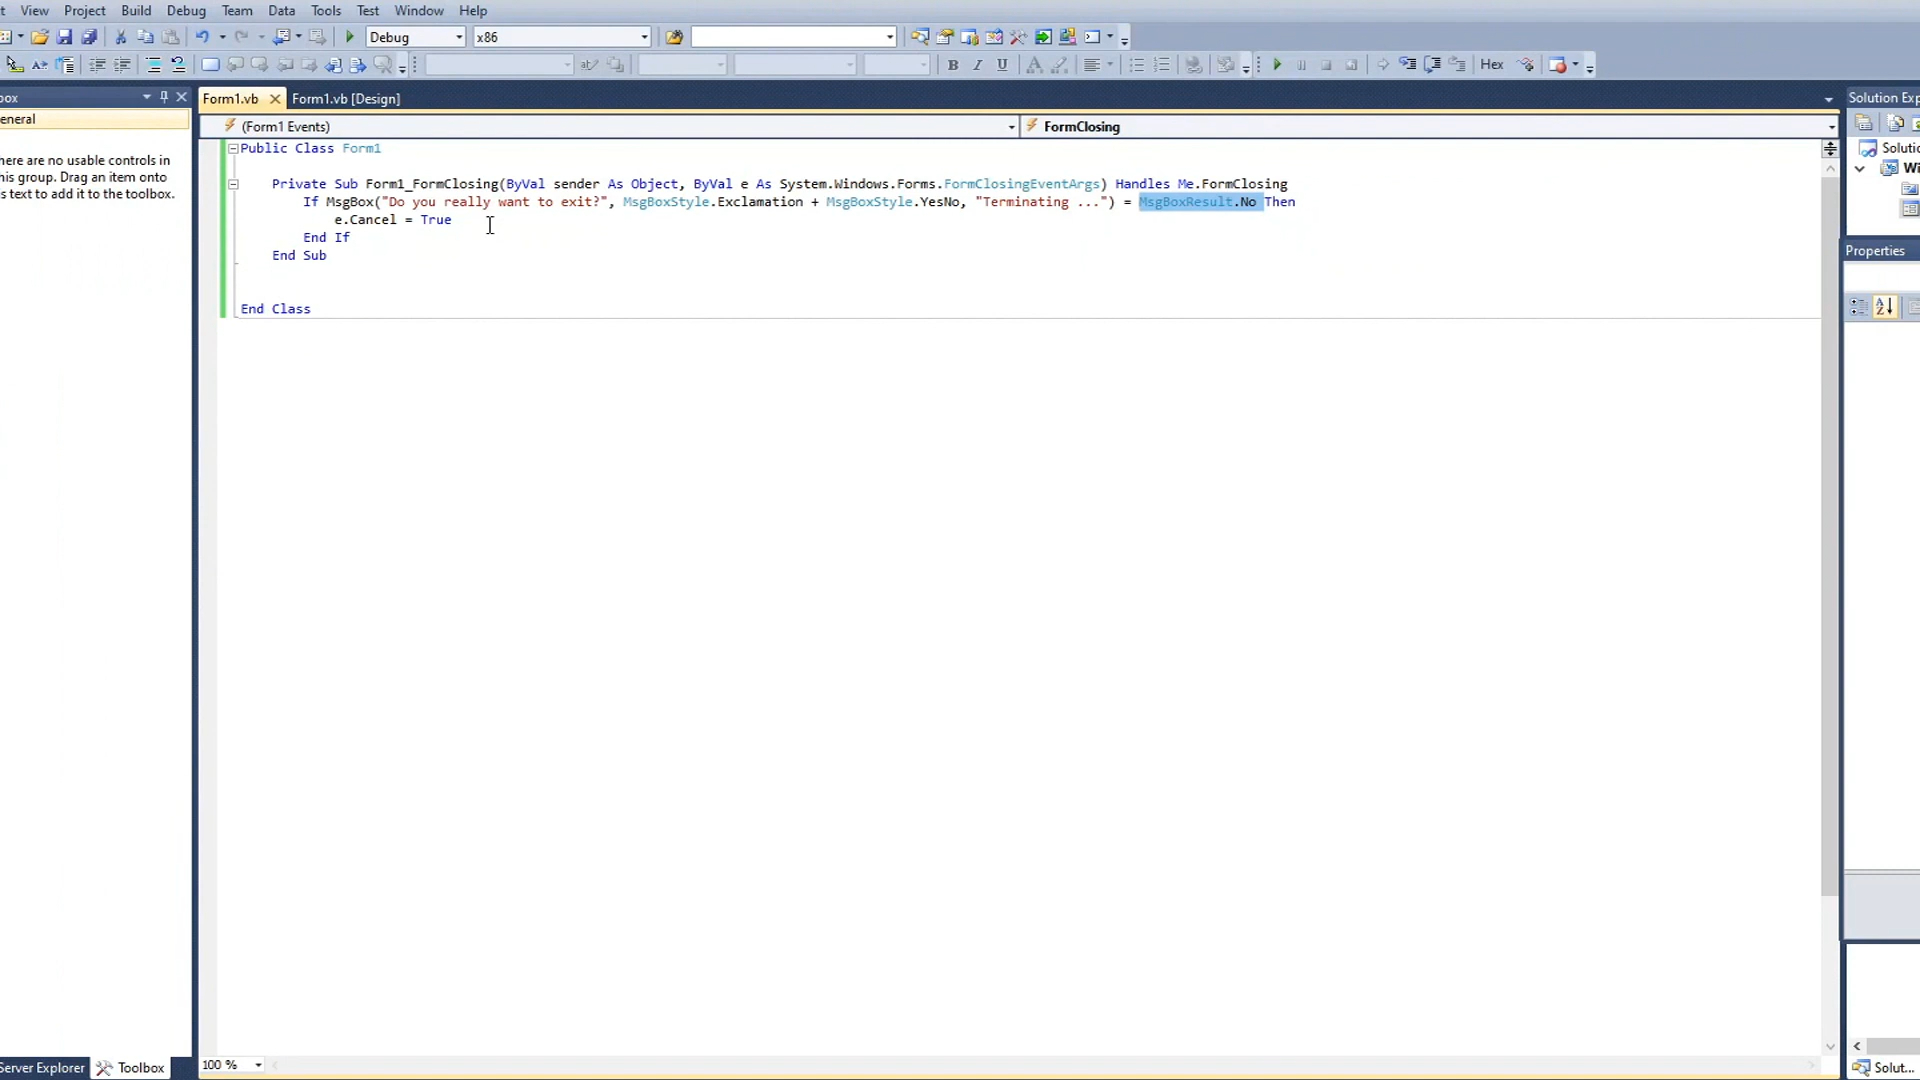 t View Project Build Debug Team Data Tools Test Window Help
Debug x86
B I U Hex
box
Form1.vb Form1.vb [Design]
Solution Exp
eneral
(Form1 Events) FormClosing
here are no usable controls in
his group. Drag an item onto
is text to add it to the toolbox.
Public Class Form1
Private Sub Form1_FormClosing(ByVal sender As Object, ByVal e As System.Windows.Forms.FormClosingEventArgs) Handles Me.FormClosing
If MsgBox("Do you really want to exit?", MsgBoxStyle.Exclamation + MsgBoxStyle.YesNo, "Terminating ...") = MsgBoxResult.No Then
e.Cancel = True
End If
End Sub
End Class
Solutio
Wi
Properties
100 %
Server Explorer Toolbox
Solut...